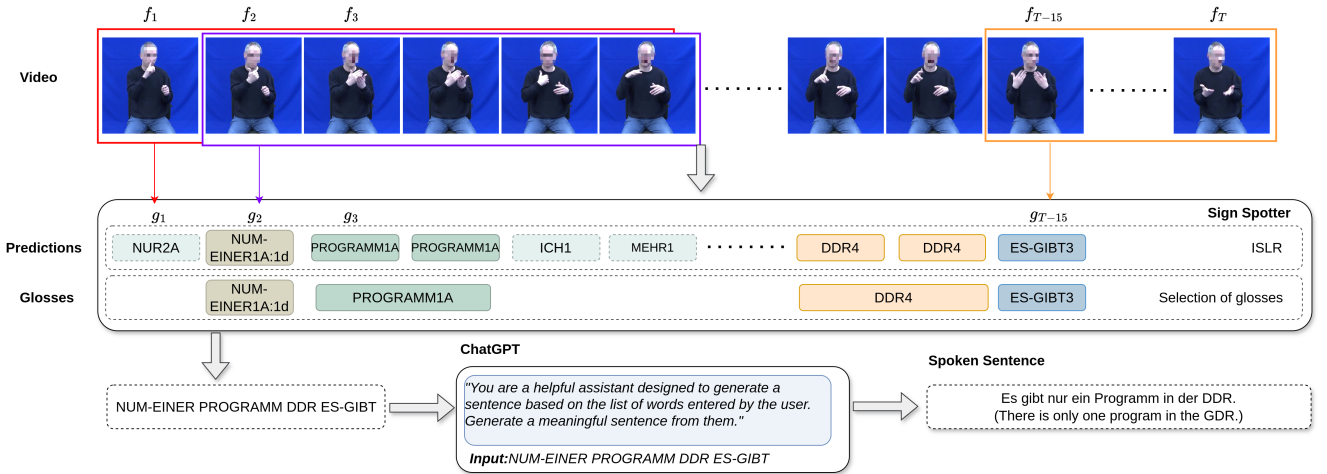 f1 f2 f3 fT−15 fT
Video
g1 g2 g3 gT−15 Sign Spotter
Predictions
NUR2A
NUM-
EINER1A:1d
PROGRAMM1A
PROGRAMM1A
ICH1
MEHR1
DDR4
DDR4
ES-GIBT3
ISLR
Glosses
NUM-
EINER1A:1d
PROGRAMM1A
DDR4
ES-GIBT3
Selection of glosses
NUM-EINER PROGRAMM DDR ES-GIBT
ChatGPT
"You are a helpful assistant designed to generate a
sentence based on the list of words entered by the user.
Generate a meaningful sentence from them."
Input:NUM-EINER PROGRAMM DDR ES-GIBT
Spoken Sentence
Es gibt nur ein Programm in der DDR.
(There is only one program in the GDR.)